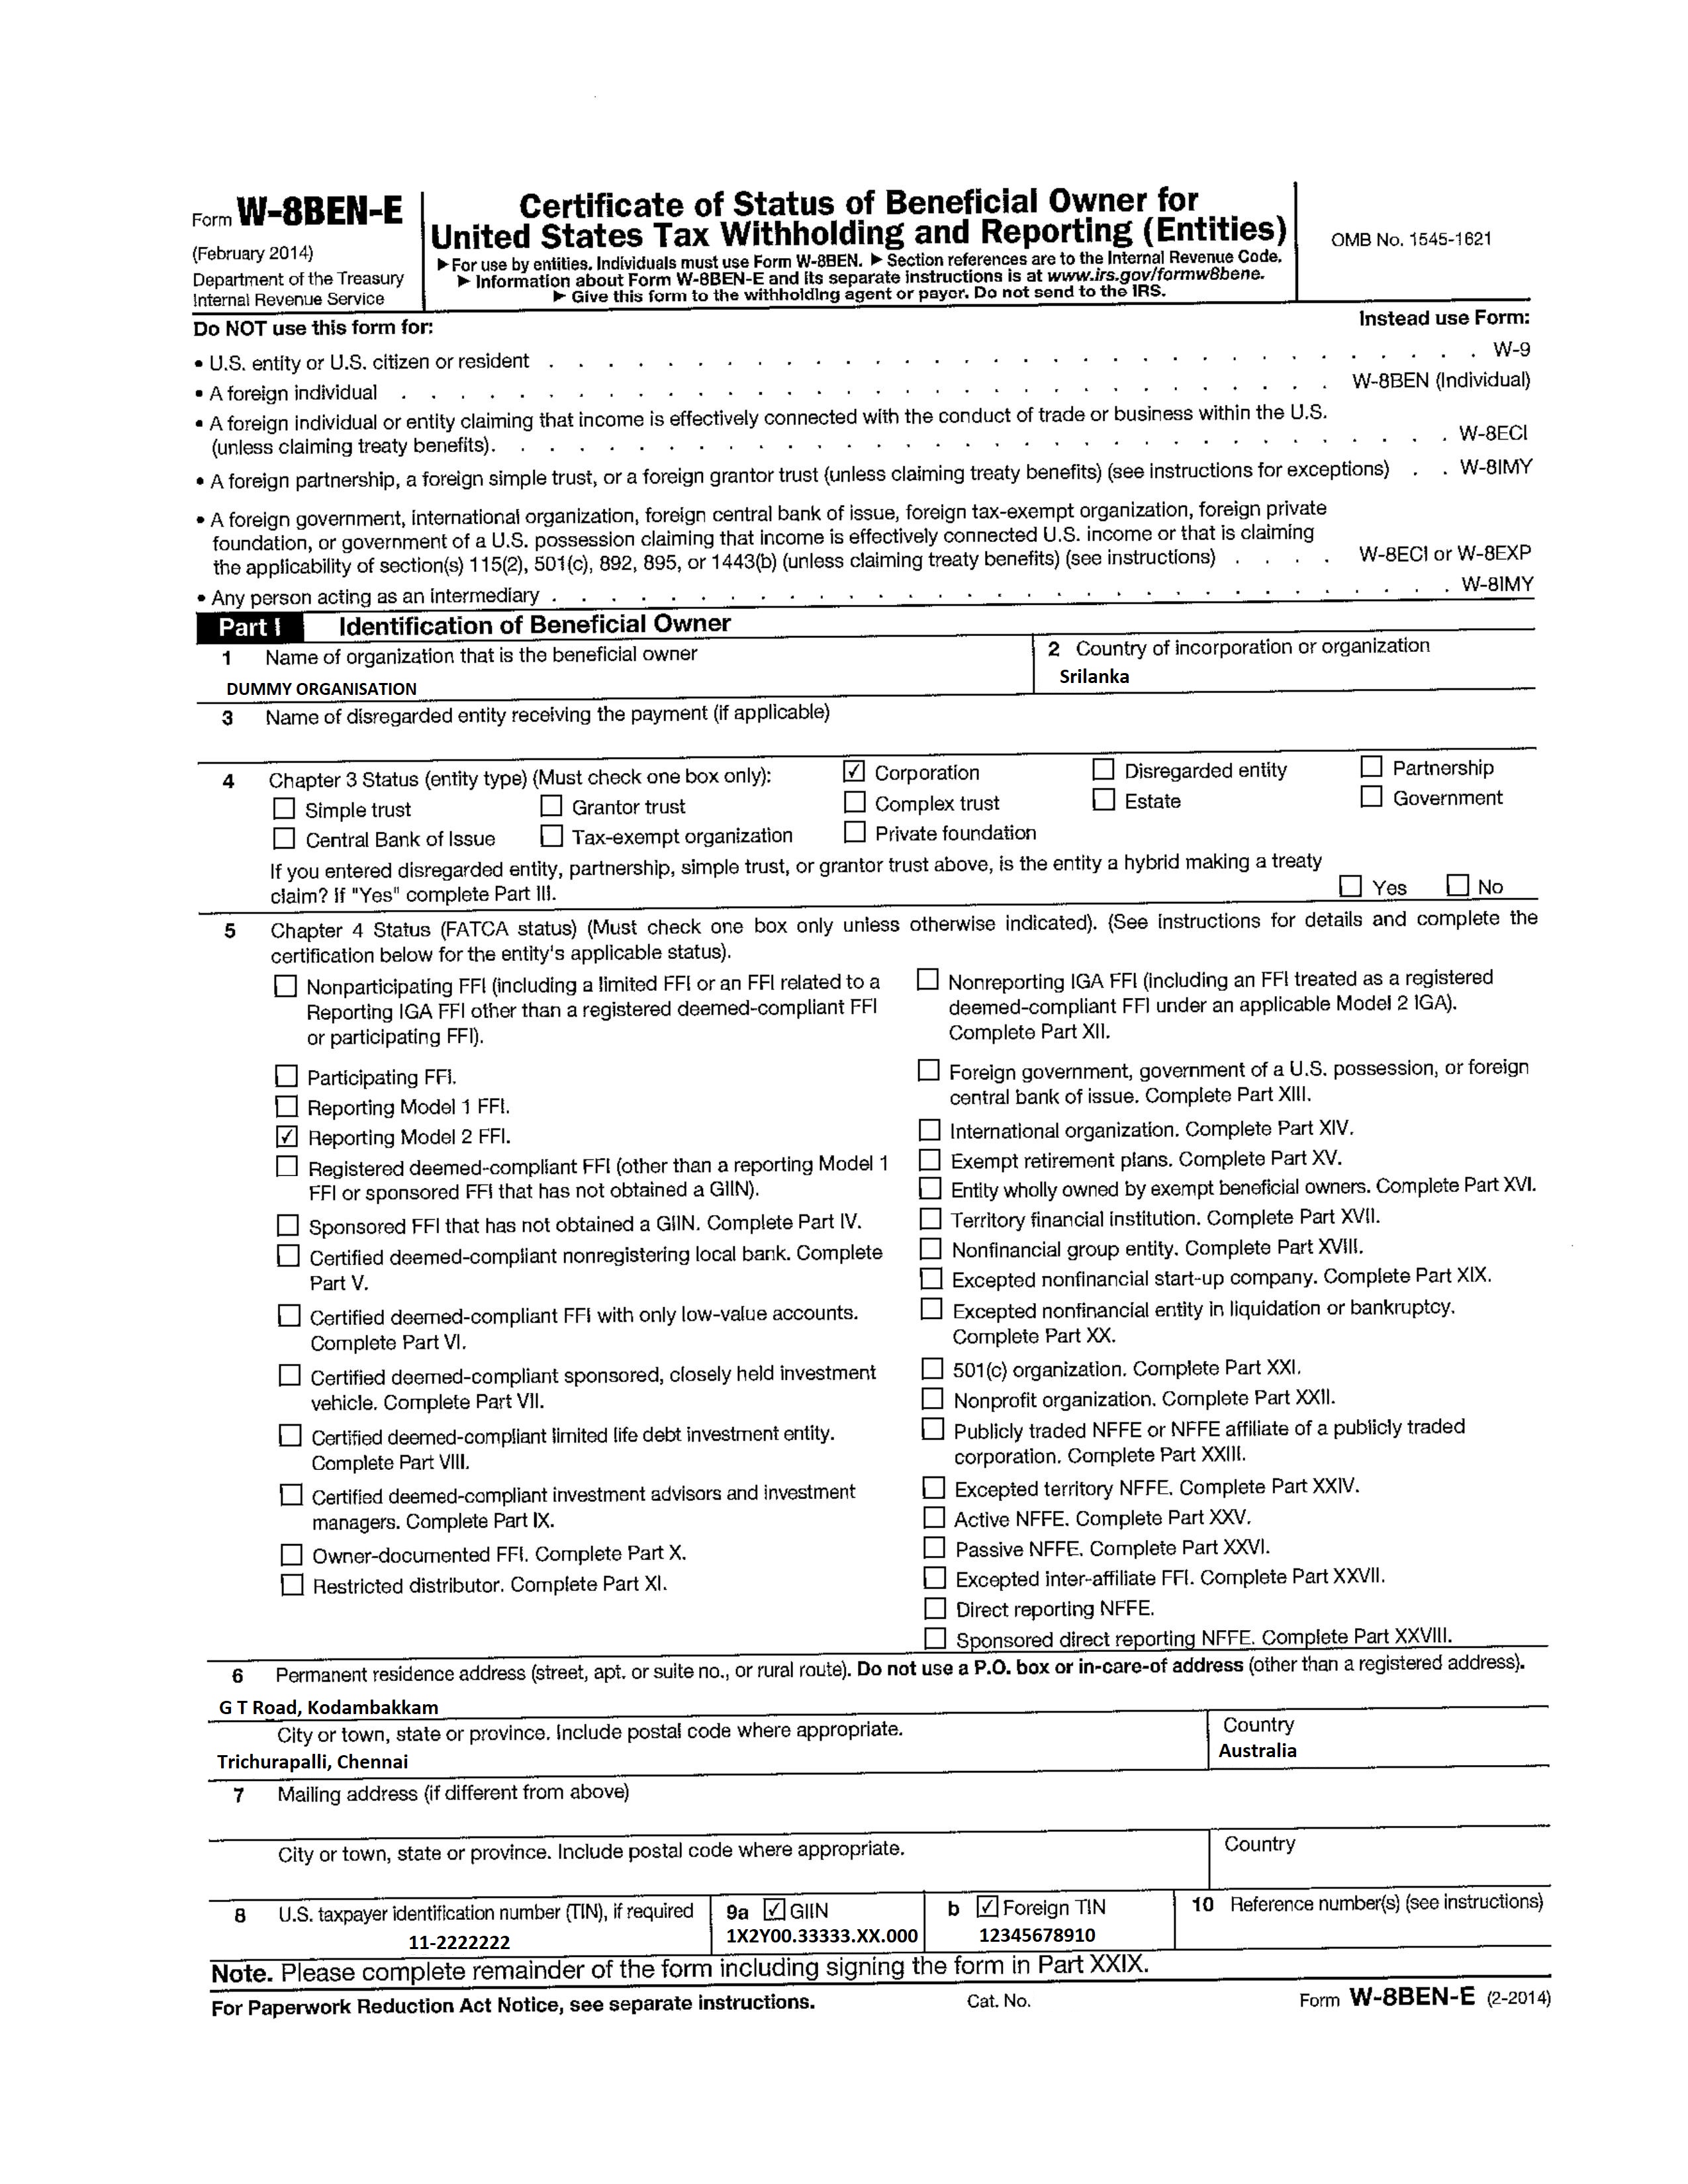 Form W-8BEN-E
(February 2014)
Department of the Treasury
Internal Revenue Service
Certificate of Status of Beneficial Owner for
United States Tax Withholding and Reporting (Entities)
▶ For use by entities. Individuals must use Form W-8BEN. ▶ Section references are to the Internal Revenue Code.
▶ Information about Form W-8BEN-E and its separate instructions is at www.irs.gov/formw8bene.
▶ Give this form to the withholding agent or payor. Do not send to the IRS.
OMB No. 1545-1621
Do NOT use this form for: Instead use Form:
• U.S. entity or U.S. citizen or resident . . . . . . . . . . . . . . . . . . . . W-9
• A foreign individual . . . . . . . . . . . . . . . . . . . . W-8BEN (Individual)
• A foreign individual or entity claiming that income is effectively connected with the conduct of trade or business within the U.S.
(unless claiming treaty benefits). . . . . . . . . . . . . . . . . . . . . W-8ECI
• A foreign partnership, a foreign simple trust, or a foreign grantor trust (unless claiming treaty benefits) (see instructions for exceptions) . . W-8IMY
• A foreign government, international organization, foreign central bank of issue, foreign tax-exempt organization, foreign private
foundation, or government of a U.S. possession claiming that income is effectively connected U.S. income or that is claiming
the applicability of section(s) 115(2), 501(c), 892, 895, or 1443(b) (unless claiming treaty benefits) (see instructions) . . . . W-8ECI or W-8EXP
• Any person acting as an intermediary . . . . . . . . . . . . . . . . . . . . W-8IMY
Part I Identification of Beneficial Owner
1 Name of organization that is the beneficial owner
DUMMY ORGANISATION
2 Country of incorporation or organization
Srilanka
3 Name of disregarded entity receiving the payment (if applicable)
4 Chapter 3 Status (entity type) (Must check one box only): ☑ Corporation ☐ Disregarded entity ☐ Partnership
☐ Simple trust ☐ Grantor trust ☐ Complex trust ☐ Estate ☐ Government
☐ Central Bank of Issue ☐ Tax-exempt organization ☐ Private foundation
If you entered disregarded entity, partnership, simple trust, or grantor trust above, is the entity a hybrid making a treaty
claim? If "Yes" complete Part III. ☐ Yes ☐ No
5 Chapter 4 Status (FATCA status) (Must check one box only unless otherwise indicated). (See instructions for details and complete the
certification below for the entity's applicable status).
☐ Nonparticipating FFI (including a limited FFI or an FFI related to a
Reporting IGA FFI other than a registered deemed-compliant FFI
or participating FFI).
☐ Participating FFI.
☐ Reporting Model 1 FFI.
☑ Reporting Model 2 FFI.
☐ Registered deemed-compliant FFI (other than a reporting Model 1
FFI or sponsored FFI that has not obtained a GIIN).
☐ Sponsored FFI that has not obtained a GIIN. Complete Part IV.
☐ Certified deemed-compliant nonregistering local bank. Complete
Part V.
☐ Certified deemed-compliant FFI with only low-value accounts.
Complete Part VI.
☐ Certified deemed-compliant sponsored, closely held investment
vehicle. Complete Part VII.
☐ Certified deemed-compliant limited life debt investment entity.
Complete Part VIII.
☐ Certified deemed-compliant investment advisors and investment
managers. Complete Part IX.
☐ Owner-documented FFI. Complete Part X.
☐ Restricted distributor. Complete Part XI.
☐ Nonreporting IGA FFI (including an FFI treated as a registered
deemed-compliant FFI under an applicable Model 2 IGA).
Complete Part XII.
☐ Foreign government, government of a U.S. possession, or foreign
central bank of issue. Complete Part XIII.
☐ International organization. Complete Part XIV.
☐ Exempt retirement plans. Complete Part XV.
☐ Entity wholly owned by exempt beneficial owners. Complete Part XVI.
☐ Territory financial institution. Complete Part XVII.
☐ Nonfinancial group entity. Complete Part XVIII.
☐ Excepted nonfinancial start-up company. Complete Part XIX.
☐ Excepted nonfinancial entity in liquidation or bankruptcy.
Complete Part XX.
☐ 501(c) organization. Complete Part XXI.
☐ Nonprofit organization. Complete Part XXII.
☐ Publicly traded NFFE or NFFE affiliate of a publicly traded
corporation. Complete Part XXIII.
☐ Excepted territory NFFE. Complete Part XXIV.
☐ Active NFFE. Complete Part XXV.
☐ Passive NFFE. Complete Part XXVI.
☐ Excepted inter-affiliate FFI. Complete Part XXVII.
☐ Direct reporting NFFE.
☐ Sponsored direct reporting NFFE. Complete Part XXVIII.
6 Permanent residence address (street, apt. or suite no., or rural route). Do not use a P.O. box or in-care-of address (other than a registered address).
G T Road, Kodambakkam
City or town, state or province. Include postal code where appropriate.
Trichurapalli, Chennai
Country
Australia
7 Mailing address (if different from above)
City or town, state or province. Include postal code where appropriate.
Country
8 U.S. taxpayer identification number (TIN), if required
11-2222222
9a ☑ GIIN
1X2Y00.33333.XX.000
b ☑ Foreign TIN
12345678910
10 Reference number(s) (see instructions)
Note. Please complete remainder of the form including signing the form in Part XXIX.
For Paperwork Reduction Act Notice, see separate instructions. Cat. No. Form W-8BEN-E (2-2014)